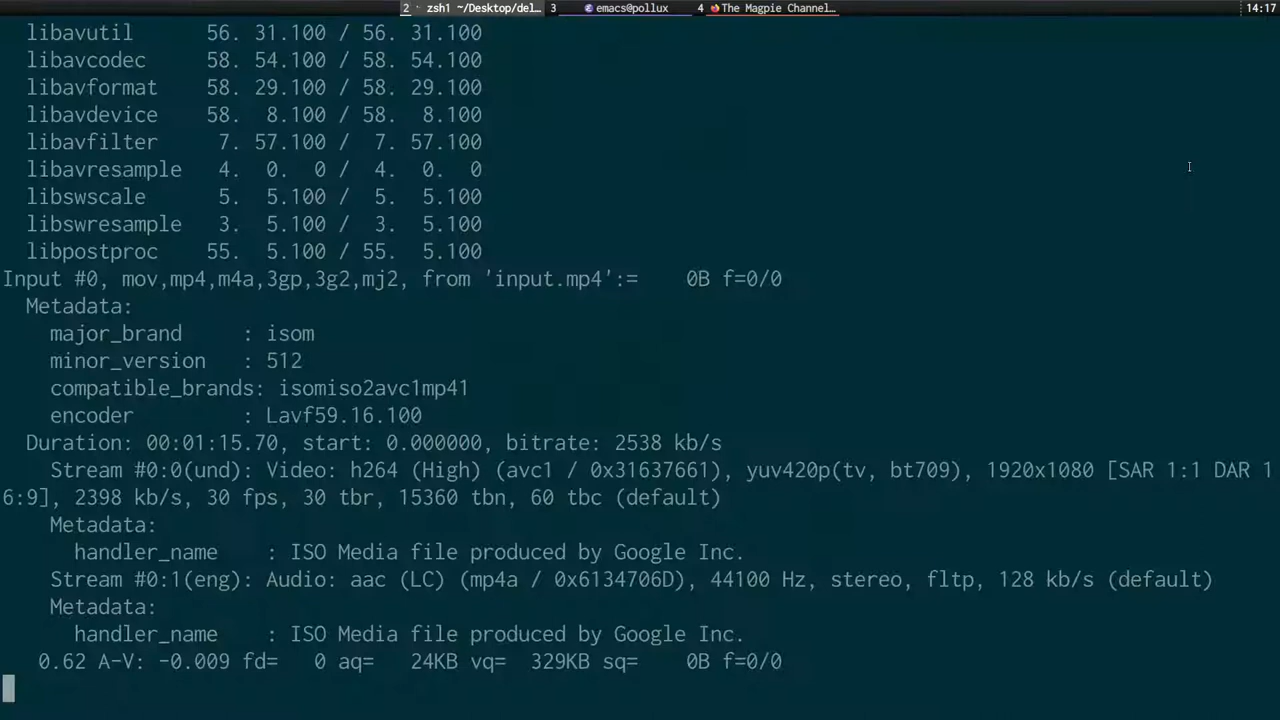 2 zsh1 ~/Desktop/del… 3 emacs@pollux 4 The Magpie Channel… 14:17
libavutil 56. 31.100 / 56. 31.100
libavcodec 58. 54.100 / 58. 54.100
libavformat 58. 29.100 / 58. 29.100
libavdevice 58. 8.100 / 58. 8.100
libavfilter 7. 57.100 / 7. 57.100
libavresample 4. 0. 0 / 4. 0. 0
libswscale 5. 5.100 / 5. 5.100
libswresample 3. 5.100 / 3. 5.100
libpostproc 55. 5.100 / 55. 5.100
Input #0, mov,mp4,m4a,3gp,3g2,mj2, from 'input.mp4':= 0B f=0/0
Metadata:
major_brand : isom
minor_version : 512
compatible_brands: isomiso2avc1mp41
encoder : Lavf59.16.100
Duration: 00:01:15.70, start: 0.000000, bitrate: 2538 kb/s
Stream #0:0(und): Video: h264 (High) (avc1 / 0x31637661), yuv420p(tv, bt709), 1920x1080 [SAR 1:1 DAR 1
6:9], 2398 kb/s, 30 fps, 30 tbr, 15360 tbn, 60 tbc (default)
Metadata:
handler_name : ISO Media file produced by Google Inc.
Stream #0:1(eng): Audio: aac (LC) (mp4a / 0x6134706D), 44100 Hz, stereo, fltp, 128 kb/s (default)
Metadata:
handler_name : ISO Media file produced by Google Inc.
0.62 A-V: -0.009 fd= 0 aq= 24KB vq= 329KB sq= 0B f=0/0